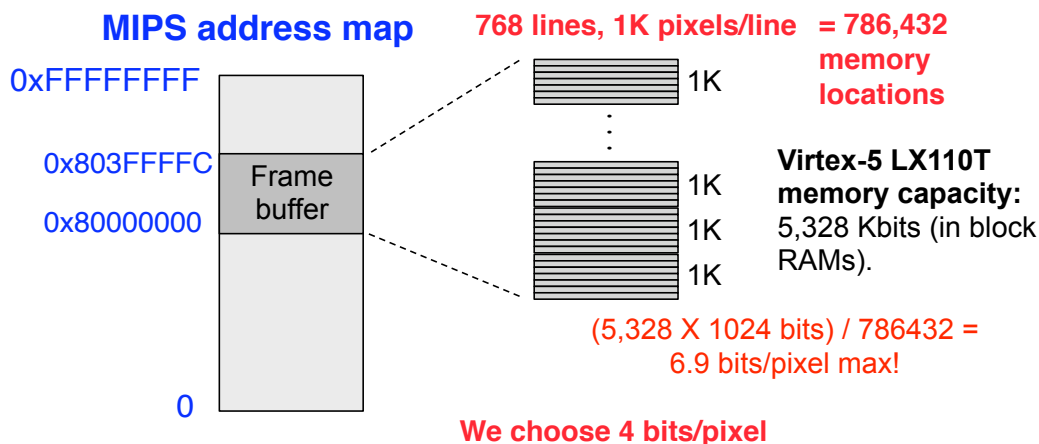 MIPS address map
768 lines, 1K pixels/line = 786,432
memory
locations
0xFFFFFFFF
1K
0x803FFFFC
Frame
buffer
0x80000000
1K
1K
1K
Virtex-5 LX110T
memory capacity:
5,328 Kbits (in block
RAMs).
(5,328 X 1024 bits) / 786432 =
6.9 bits/pixel max!
0
We choose 4 bits/pixel